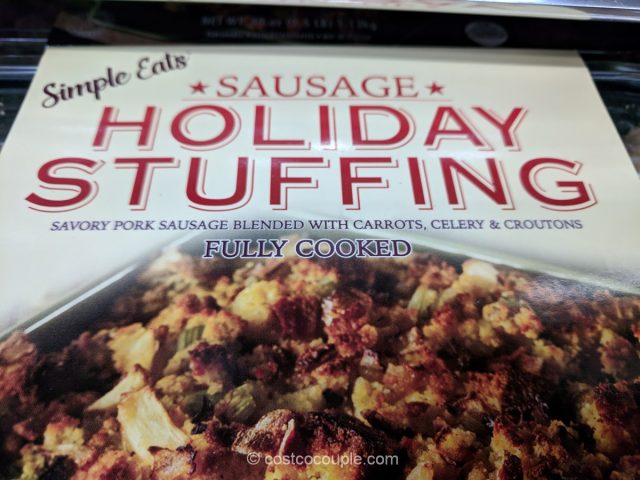 Simple Eats
SAUSAGE
HOLIDAY
STUFFING
SAVORY PORK SAUSAGE BLENDED WITH CARROTS, CELERY & CROUTONS
FULLY COOKED
© costcocouple.com